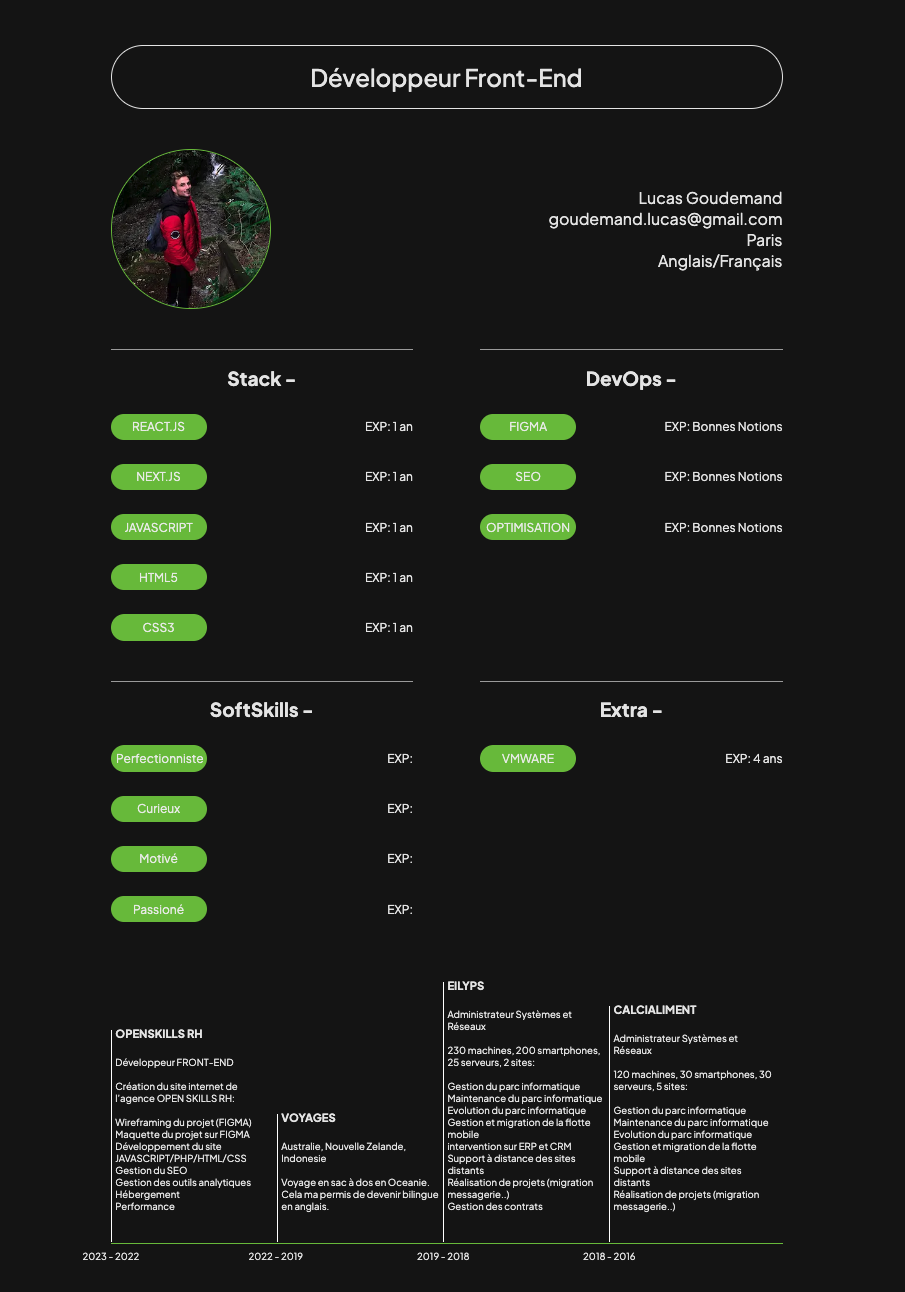 Développeur Front-End
Lucas Goudemand
goudemand.lucas@gmail.com
Paris
Anglais/Français
Stack -
REACT.JS EXP: 1 an
NEXT.JS EXP: 1 an
JAVASCRIPT EXP: 1 an
HTML5 EXP: 1 an
CSS3 EXP: 1 an
DevOps -
FIGMA EXP: Bonnes Notions
SEO EXP: Bonnes Notions
OPTIMISATION EXP: Bonnes Notions
SoftSkills -
Perfectionniste EXP:
Curieux EXP:
Motivé EXP:
Passioné EXP:
Extra -
VMWARE EXP: 4 ans
OPENSKILLS RH
Développeur FRONT-END
Création du site internet de
l'agence OPEN SKILLS RH:
Wireframing du projet (FIGMA)
Maquette du projet sur FIGMA
Développement du site
JAVASCRIPT/PHP/HTML/CSS
Gestion du SEO
Gestion des outils analytiques
Hébergement
Performance
2023 - 2022
VOYAGES
Australie, Nouvelle Zelande,
Indonesie
Voyage en sac à dos en Oceanie.
Cela ma permis de devenir bilingue
en anglais.
2022 - 2019
EILYPS
Administrateur Systèmes et
Réseaux
230 machines, 200 smartphones,
25 serveurs, 2 sites:
Gestion du parc informatique
Maintenance du parc informatique
Evolution du parc informatique
Gestion et migration de la flotte
mobile
intervention sur ERP et CRM
Support à distance des sites
distants
Réalisation de projets (migration
messagerie..)
Gestion des contrats
2019 - 2018
CALCIALIMENT
Administrateur Systèmes et
Réseaux
120 machines, 30 smartphones, 30
serveurs, 5 sites:
Gestion du parc informatique
Maintenance du parc informatique
Evolution du parc informatique
Gestion et migration de la flotte
mobile
Support à distance des sites
distants
Réalisation de projets (migration
messagerie..)
2018 - 2016